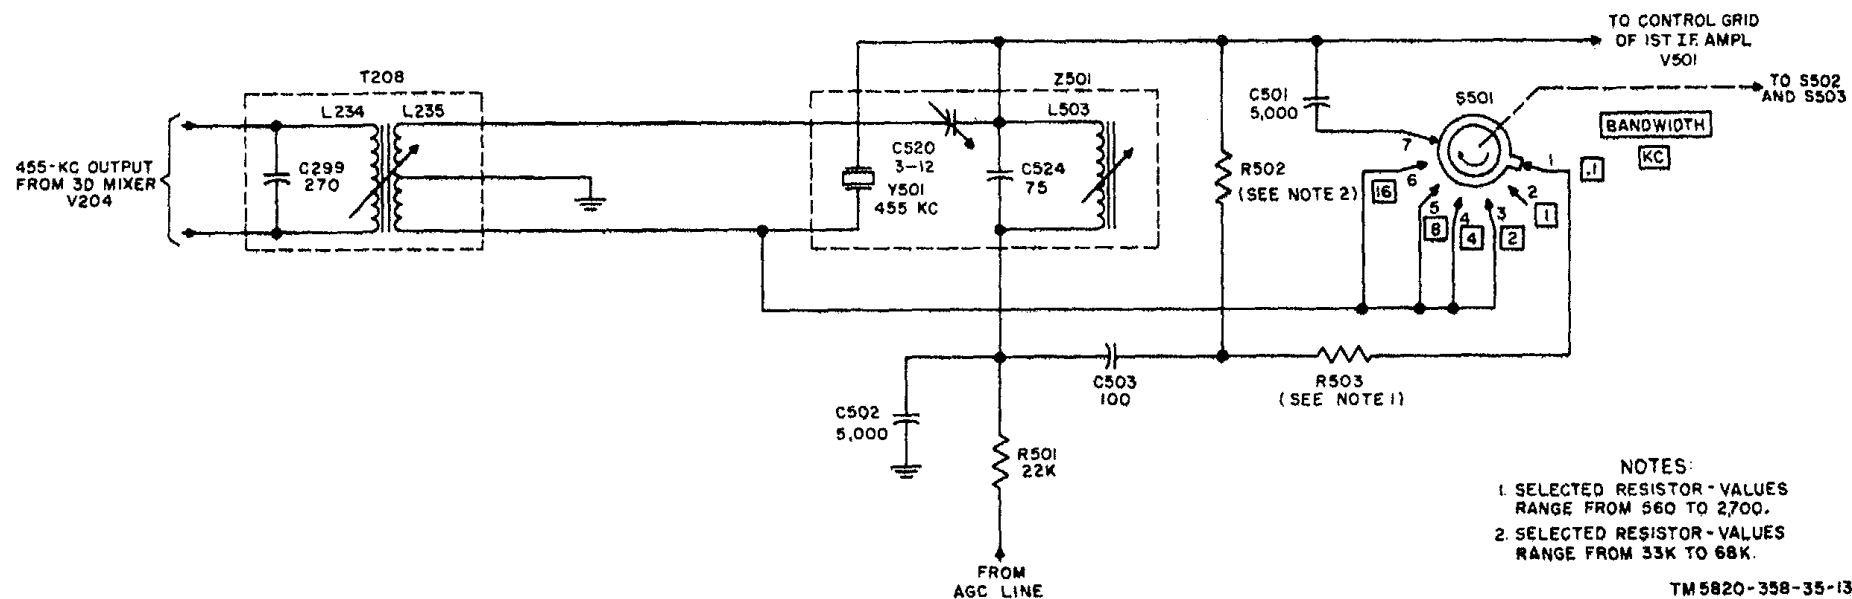 TO CONTROL GRID
OF 1ST I.F. AMPL
V501
T208
Z501
TO S502
AND S503
L234
L235
L503
C501
5,000
S501
BANDWIDTH
KC
455-KC OUTPUT
FROM 3D MIXER
V204
C299
270
C520
3-12
Y501
455 KC
C524
75
R502
(SEE NOTE 2)
7
6
16
5
8
4
4
3
2
2
1
1
.1
C503
100
R503
(SEE NOTE 1)
C502
5,000
R501
22K
FROM
AGC LINE
NOTES:
1. SELECTED RESISTOR-VALUES
RANGE FROM 560 TO 2,700.
2. SELECTED RESISTOR-VALUES
RANGE FROM 33K TO 68K.
TM5820-358-35-13